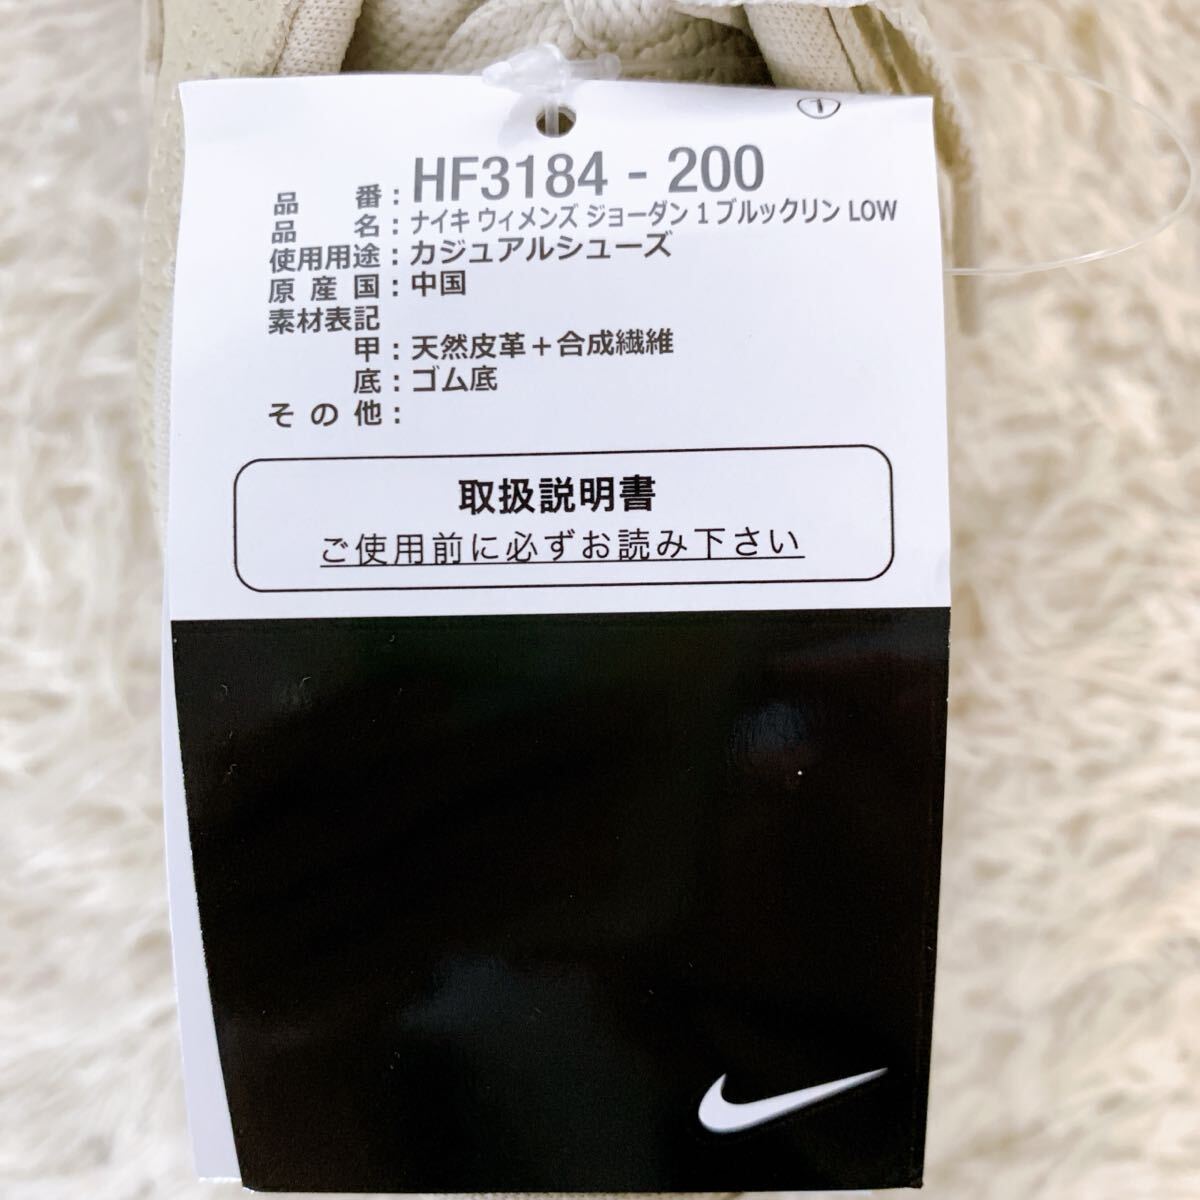 ①
品番：HF3184 - 200
品名：ナイキ ウィメンズ ジョーダン 1 ブルックリン LOW
使用用途：カジュアルシューズ
原産国：中国
素材表記
甲：天然皮革＋合成繊維
底：ゴム底
その他：
取扱説明書
ご使用前に必ずお読み下さい